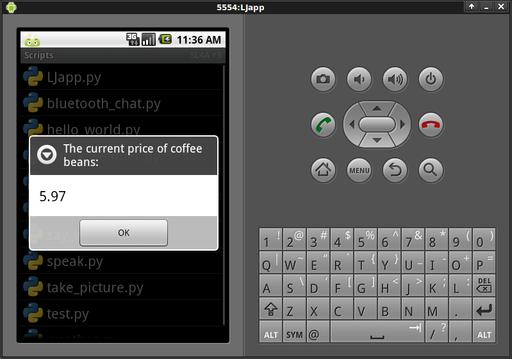 5554:LJapp
3G
11:36 AM
Scripts
LJapp.py
bluetooth_chat.py
hello_world.py
The current price of coffee
beans:
5.97
OK
speak.py
take_picture.py
test.py
MENU
1 ! 2 @ 3 # 4 $ 5 % 6 ^ 7 & 8 * 9 ( 0 )
Q W ~ E " R ` T { Y } U _ I - O + P =
A S \ D ' F [ G ] H < J > K ; L : DEL
Z X C V B N M .
ALT SYM @ / ? , ALT